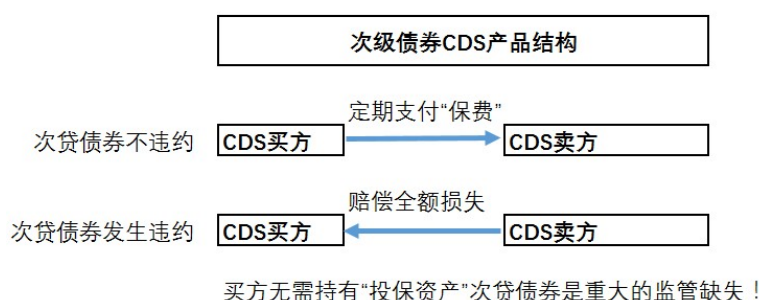 次级债券CDS产品结构
定期支付“保费”
次贷债券不违约 CDS买方 CDS卖方
赔偿全额损失
次贷债券发生违约 CDS买方 CDS卖方
买方无需持有“投保资产”次贷债券是重大的监管缺失！